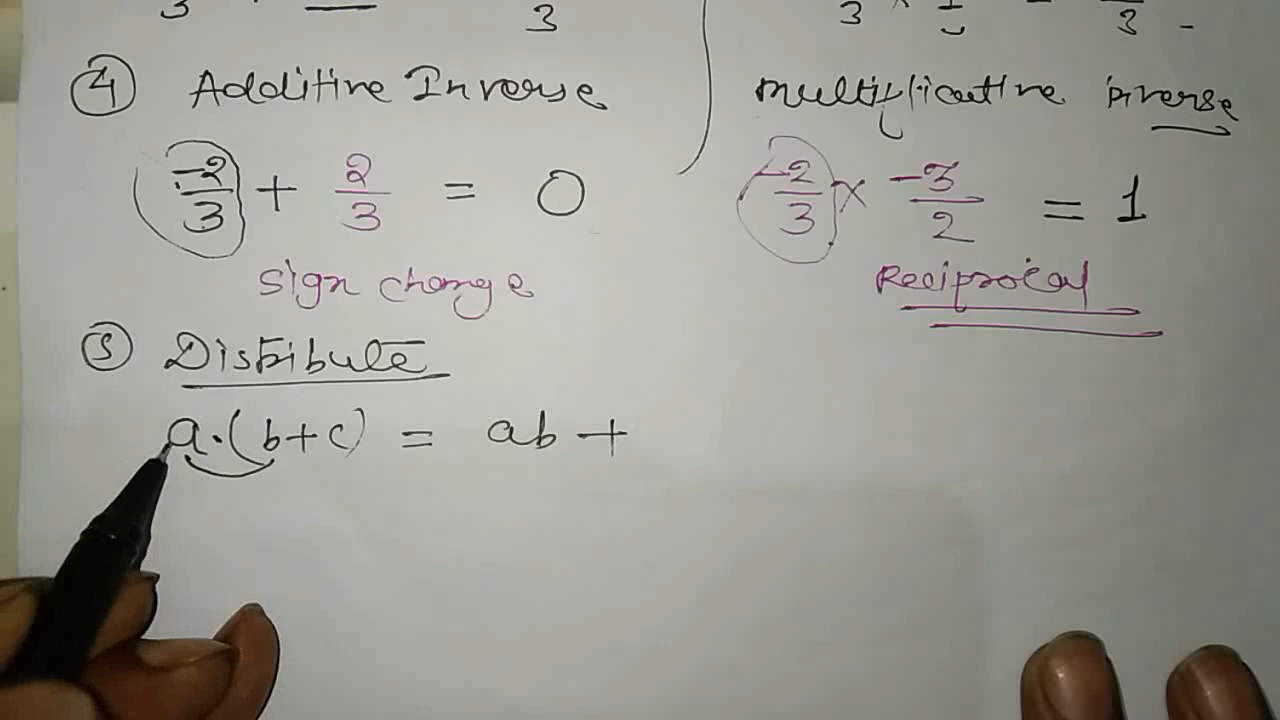 ④ Additive Inverse
-2/3 + 2/3 = 0
Sign change
multiplicative inverse
-2/3 × -3/2 = 1
Reciprocal
⑤ Distribute
a·(b+c) = ab +